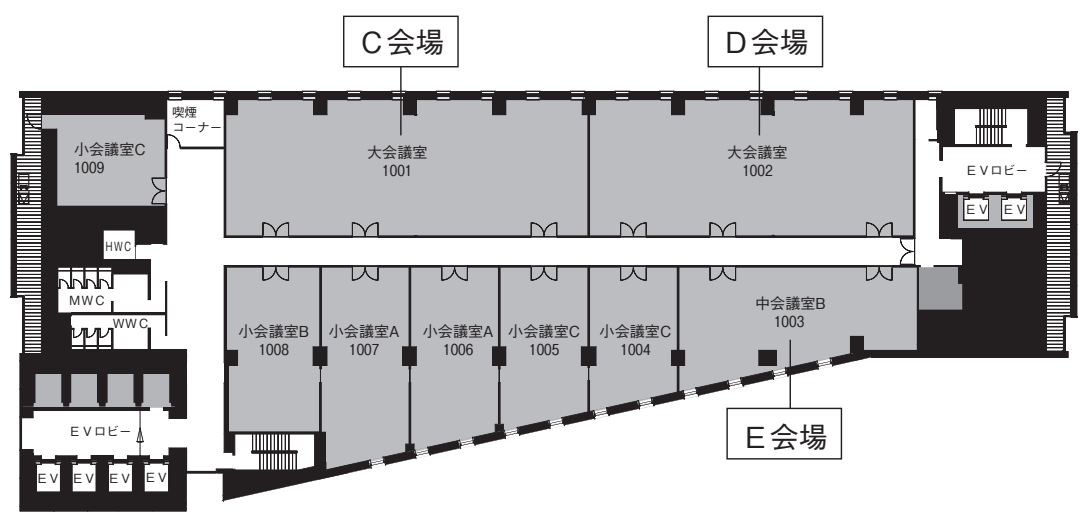 C会場
D会場
喫煙
コーナー
小会議室C
1009
大会議室
1001
大会議室
1002
EVロビー
EV
EV
HWC
MWC
WWC
小会議室B
1008
小会議室A
1007
小会議室A
1006
小会議室C
1005
小会議室C
1004
中会議室B
1003
EVロビー
E会場
EV
EV
EV
EV